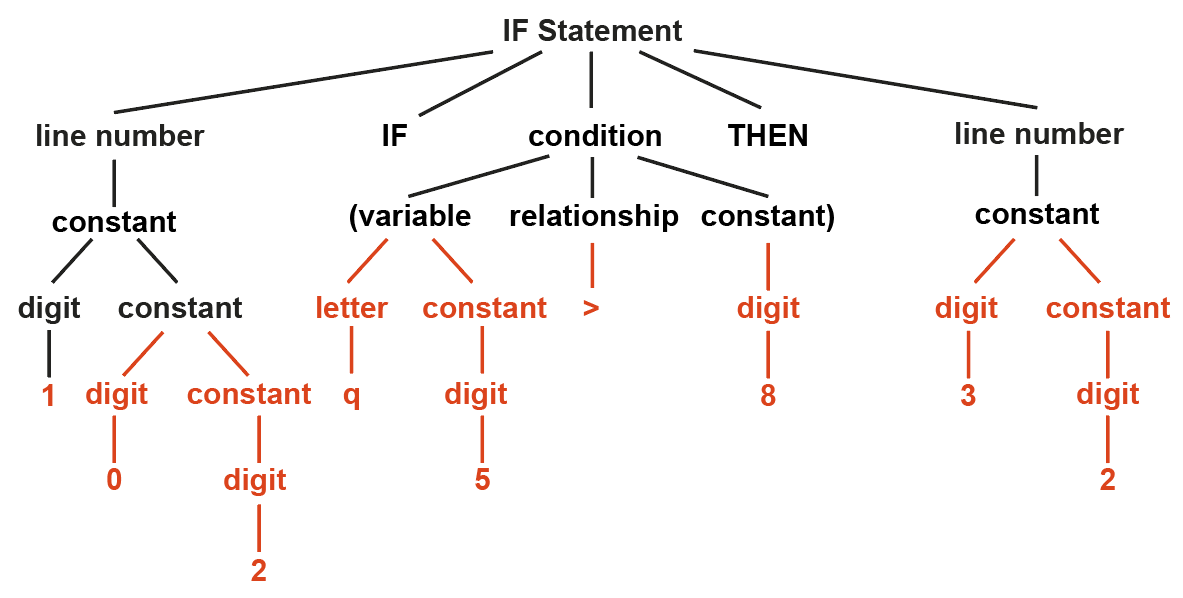 IF Statement
line number IF condition THEN line number
constant (variable relationship constant) constant
digit constant letter constant > digit digit constant
1 digit constant q digit 8 3 digit
0 digit 5 2
2